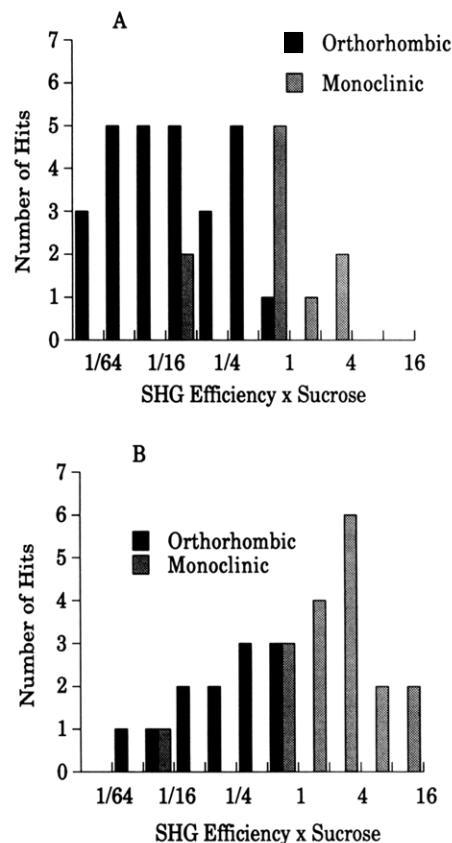 A
Orthorhombic
Monoclinic
Number of Hits
7
6
5
4
3
2
1
0
1/64 1/16 1/4 1 4 16
SHG Efficiency x Sucrose
B
Orthorhombic
Monoclinic
Number of Hits
7
6
5
4
3
2
1
0
1/64 1/16 1/4 1 4 16
SHG Efficiency x Sucrose